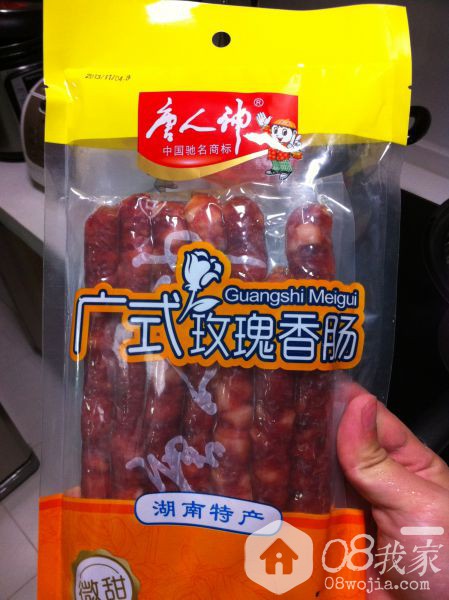 唐人神®
中国驰名商标
Guangshi Meigui
广式玫瑰香肠
湖南特产
微甜
08我家
08wojia.com